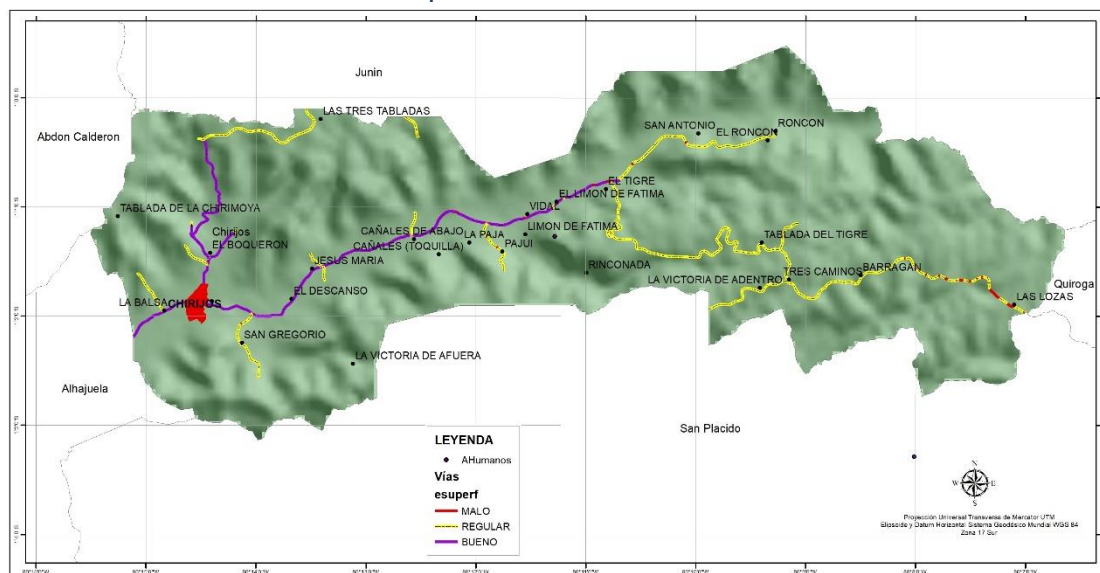 Junin
LAS TRES TABLADAS
Abdon Calderon
SAN ANTONIO
RONCON
EL RONCON
EL TIGRE
EL LIMON DE FATIMA
TABLADA DE LA CHIRIMOYA
VIDAL
Chirijos
CAÑALES DE ABAJO
LIMON DE FATIMA
LA PAJA
TABLADA DEL TIGRE
EL BOQUERON
CAÑALES (TOQUILLA)
PAJUI
JESUS MARIA
RINCONADA
BARRAGAN
LA VICTORIA DE ADENTRO
TRES CAMINOS
Quiroga
EL DESCANSO
LA BALSA
CHIRIJOS
LAS LOZAS
SAN GREGORIO
LA VICTORIA DE AFUERA
Alhajuela
San Placido
LEYENDA
AHumanos
Vías
esuperf
MALO
REGULAR
BUENO
N
W E
S
Proyección Universal Transversa de Mercator UTM
Elipsoide y Datum Horizontal Sistema Geodésico Mundial WGS 84
Zona 17 Sur